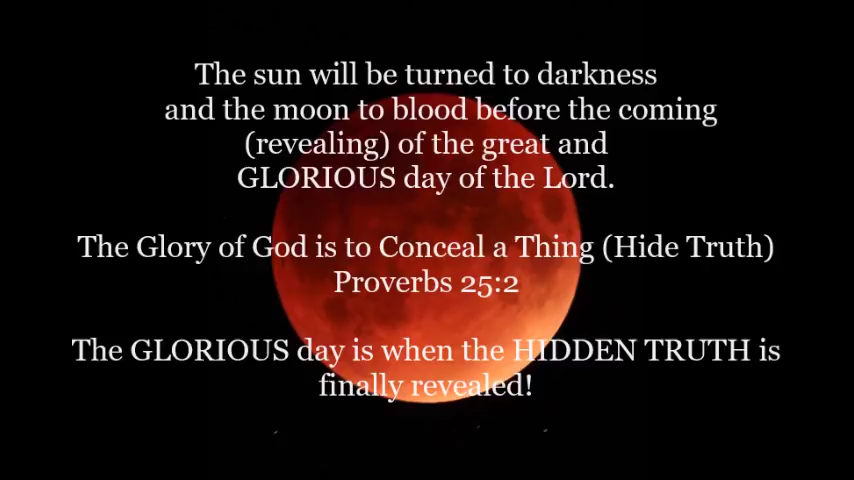 The sun will be turned to darkness
and the moon to blood before the coming
(revealing) of the great and
GLORIOUS day of the Lord.
The Glory of God is to Conceal a Thing (Hide Truth)
Proverbs 25:2
The GLORIOUS day is when the HIDDEN TRUTH is
finally revealed!